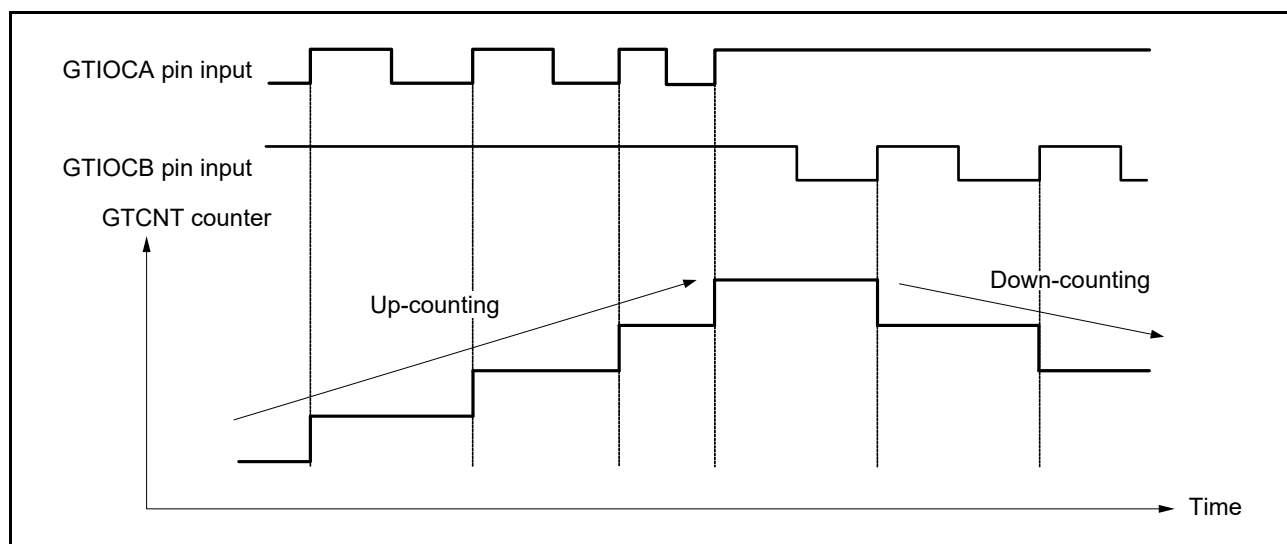 GTIOCA pin input
GTIOCB pin input
GTCNT counter
Up-counting
Down-counting
Time